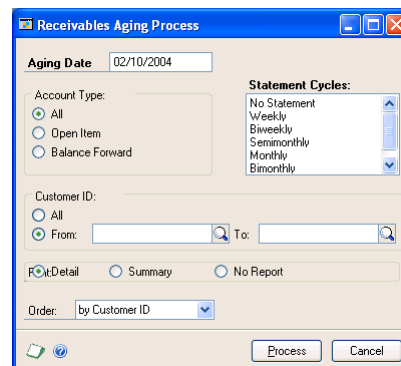 Receivables Aging Process
Aging Date 02/10/2004
Statement Cycles:
No Statement
Weekly
Biweekly
Semimonthly
Monthly
Bimonthly
Account Type:
All
Open Item
Balance Forward
Customer ID:
All
From: To:
Detail Summary No Report
Order: by Customer ID
Process Cancel